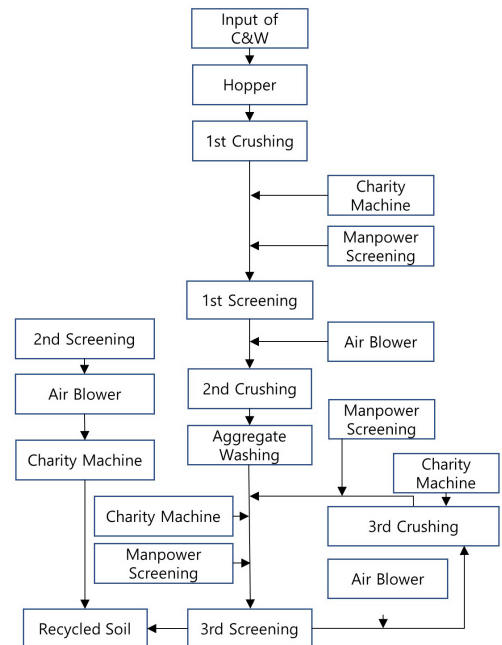 Input of
C&W
Hopper
1st Crushing
Charity
Machine
Manpower
Screening
1st Screening
Air Blower
2nd Screening
2nd Crushing
Air Blower
Manpower
Screening
Aggregate
Washing
Charity Machine
Charity
Machine
Charity Machine
3rd Crushing
Manpower
Screening
Air Blower
Recycled Soil
3rd Screening